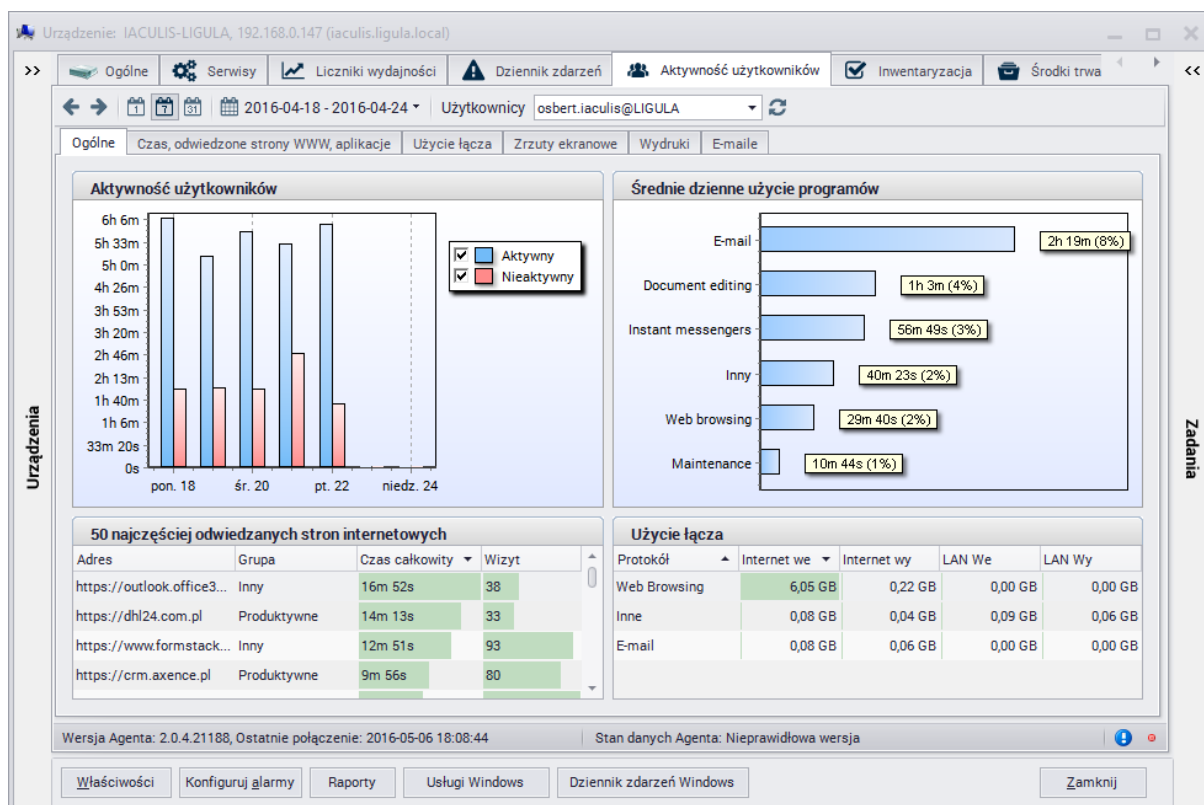 Urządzenie: IACULIS-LIGULA, 192.168.0.147 (iaculis.ligula.local)
>> Ogólne Serwisy Liczniki wydajności Dziennik zdarzeń Aktywność użytkowników Inwentaryzacja Środki trwa <<
1 7 31 2016-04-18 - 2016-04-24 Użytkownicy osbert.iaculis@LIGULA
Ogólne Czas, odwiedzone strony WWW, aplikacje Użycie łącza Zrzuty ekranowe Wydruki E-maile
Urządzenia
Aktywność użytkowników
6h 6m
5h 33m
5h 0m
4h 26m
3h 53m
3h 20m
2h 46m
2h 13m
1h 40m
1h 6m
33m 20s
0s
pon. 18 śr. 20 pt. 22 niedz. 24
Aktywny
Nieaktywny
Średnie dzienne użycie programów
E-mail 2h 19m (8%)
Document editing 1h 3m (4%)
Instant messengers 56m 49s (3%)
Inny 40m 23s (2%)
Web browsing 29m 40s (2%)
Maintenance 10m 44s (1%)
50 najczęściej odwiedzanych stron internetowych
Adres Grupa Czas całkowity Wizyt
https://outlook.office3... Inny 16m 52s 38
https://dhl24.com.pl Produktywne 14m 13s 33
https://www.formstack... Inny 12m 51s 93
https://crm.axence.pl Produktywne 9m 56s 80
Użycie łącza
Protokół Internet we Internet wy LAN We LAN Wy
Web Browsing 6,05 GB 0,22 GB 0,00 GB 0,00 GB
Inne 0,08 GB 0,04 GB 0,09 GB 0,06 GB
E-mail 0,08 GB 0,06 GB 0,00 GB 0,00 GB
Zadania
Wersja Agenta: 2.0.4.21188, Ostatnie połączenie: 2016-05-06 18:08:44 Stan danych Agenta: Nieprawidłowa wersja
Właściwości Konfiguruj alarmy Raporty Usługi Windows Dziennik zdarzeń Windows Zamknij